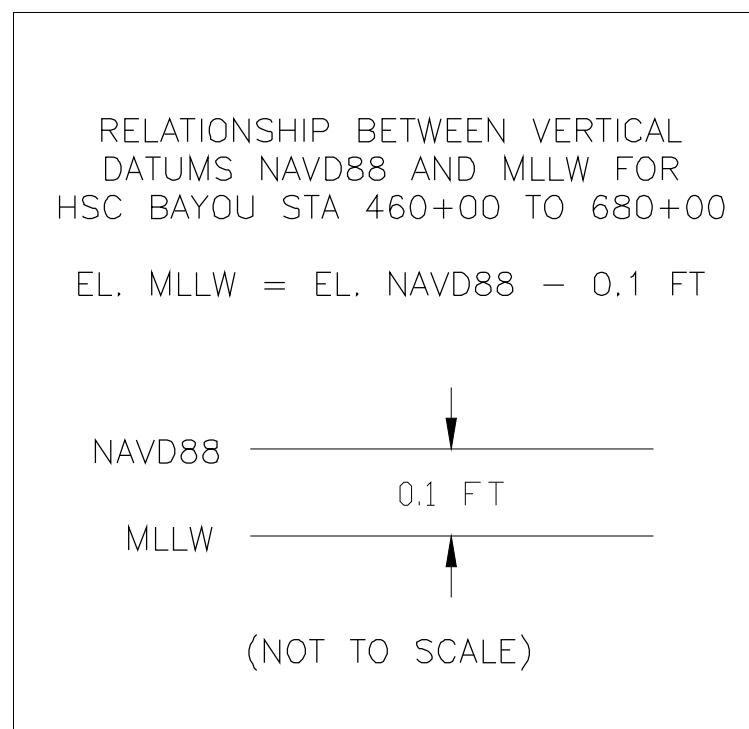 RELATIONSHIP BETWEEN VERTICAL
DATUMS NAVD88 AND MLLW FOR
HSC BAYOU STA 460+00 TO 680+00
EL. MLLW = EL. NAVD88 - 0.1 FT
NAVD88
0.1 FT
MLLW
(NOT TO SCALE)